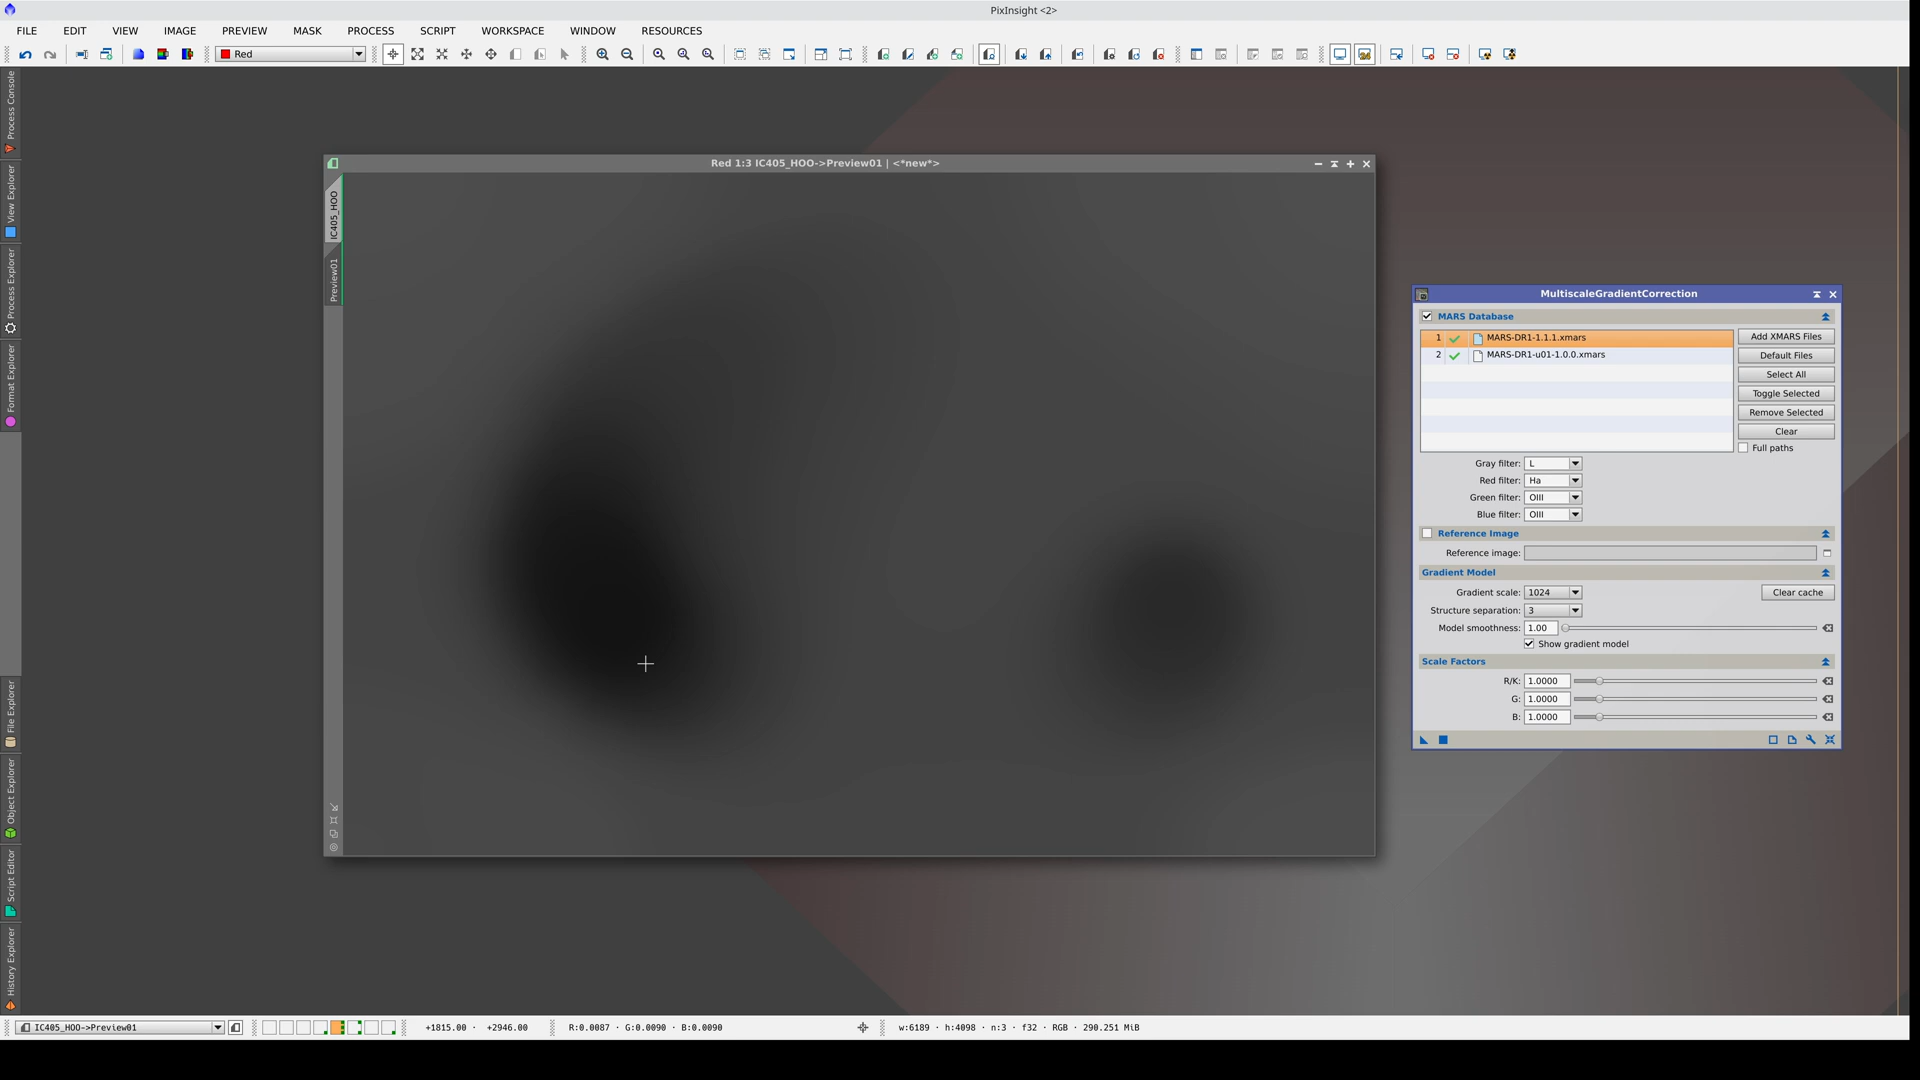 PixInsight <2>
FILE EDIT VIEW IMAGE PREVIEW MASK PROCESS SCRIPT WORKSPACE WINDOW RESOURCES
Red
Process Console
View Explorer
Process Explorer
Format Explorer
File Explorer
Object Explorer
Script Editor
History Explorer
Red 1:3 IC405_HOO->Preview01 | <*new*>
IC405_HOO
Preview01
MultiscaleGradientCorrection
MARS Database
1 MARS-DR1-1.1.1.xmars
2 MARS-DR1-u01-1.0.0.xmars
Add XMARS Files
Default Files
Select All
Toggle Selected
Remove Selected
Clear
Full paths
Gray filter: L
Red filter: Ha
Green filter: OIII
Blue filter: OIII
Reference Image
Reference image:
Gradient Model
Gradient scale: 1024 Clear cache
Structure separation: 3
Model smoothness: 1.00
Show gradient model
Scale Factors
R/K: 1.0000
G: 1.0000
B: 1.0000
IC405_HOO->Preview01 +1815.00 · +2946.00 R:0.0087 · G:0.0090 · B:0.0090 w:6189 · h:4098 · n:3 · f32 · RGB · 290.251 MiB